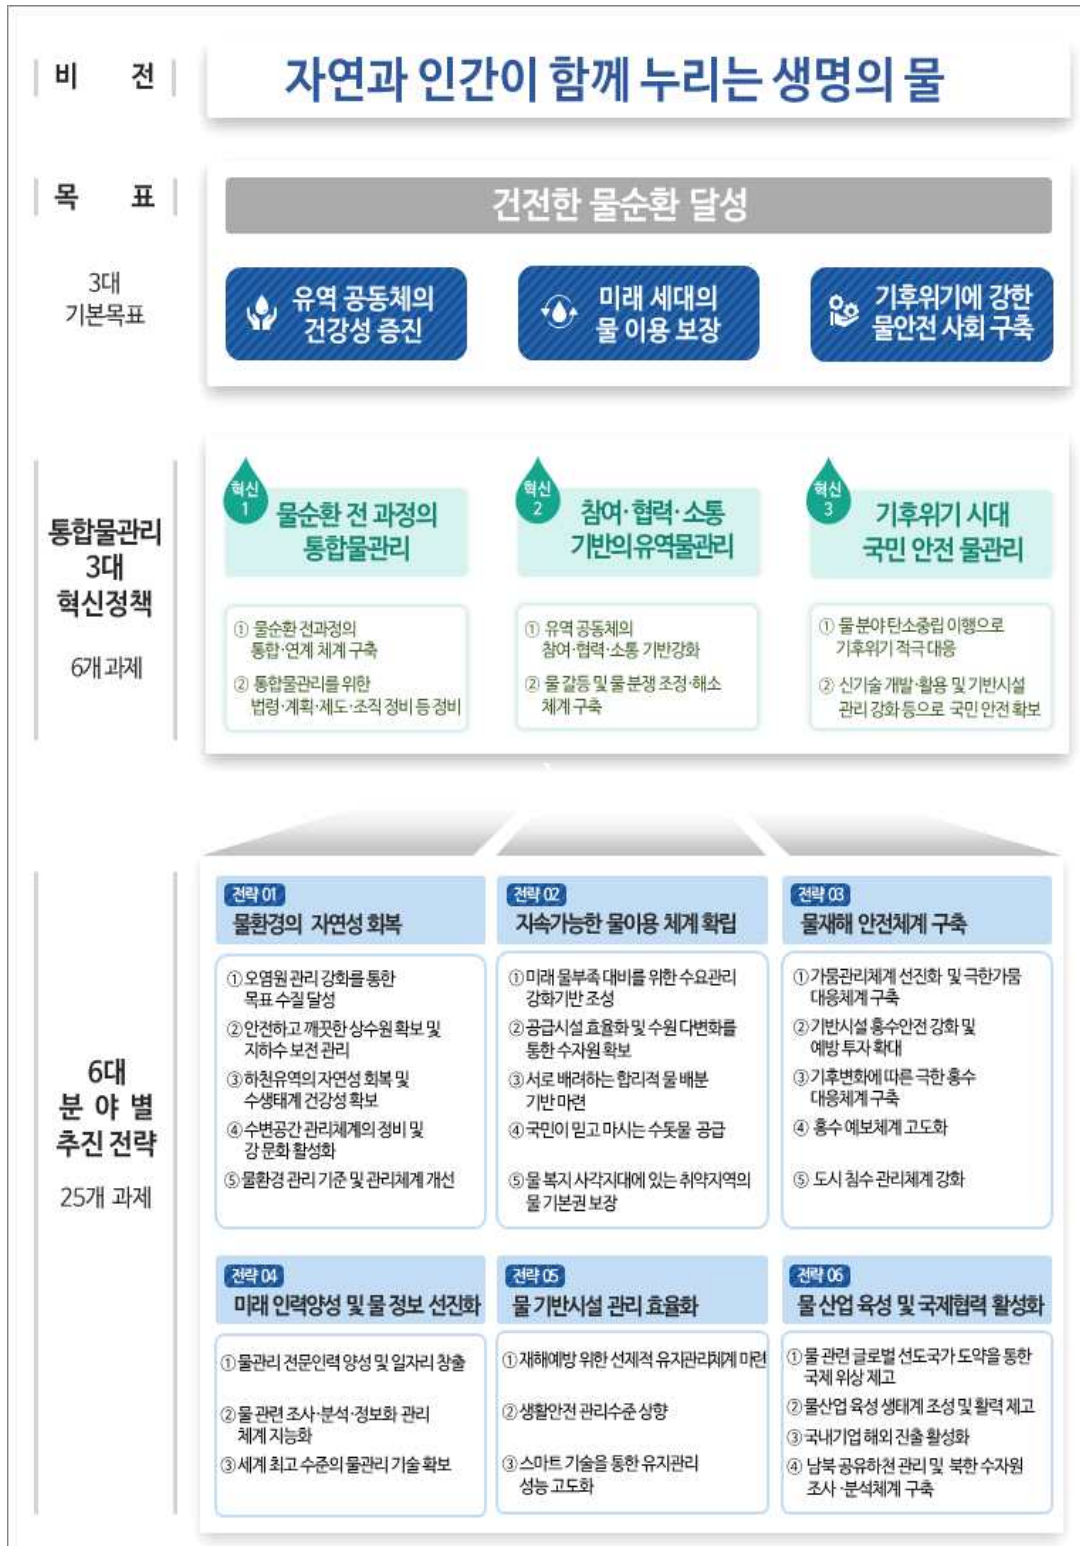 비 전
자연과 인간이 함께 누리는 생명의 물
목 표
건전한 물순환 달성
3대
기본목표
유역 공동체의
건강성 증진
미래 세대의
물 이용 보장
기후위기에 강한
물안전 사회 구축
통합물관리
3대
혁신정책
6개 과제
혁신
1
물순환 전 과정의
통합물관리
① 물순환 전과정의
통합·연계 체계 구축
② 통합물관리를 위한
법령·계획·제도·조직 정비 등 정비
혁신
2
참여·협력·소통
기반의 유역물관리
① 유역 공동체의
참여·협력·소통 기반강화
② 물 갈등 및 물 분쟁 조정·해소
체계 구축
혁신
3
기후위기 시대
국민 안전 물관리
① 물 분야 탄소중립 이행으로
기후위기 적극 대응
② 신기술 개발·활용 및 기반시설
관리 강화 등으로 국민 안전 확보
6대
분 야 별
추진 전략
25개 과제
전략 01
물환경의 자연성 회복
① 오염원 관리 강화를 통한
목표 수질 달성
② 안전하고 깨끗한 상수원 확보 및
지하수 보전 관리
③ 하천유역의 자연성 회복 및
수생태계 건강성 확보
④ 수변공간 관리체계의 정비 및
강 문화 활성화
⑤ 물환경 관리 기준 및 관리체계 개선
전략 02
지속가능한 물이용 체계 확립
① 미래 물부족 대비를 위한 수요관리
강화기반 조성
② 공급시설 효율화 및 수원 다변화를
통한 수자원 확보
③ 서로 배려하는 합리적 물 배분
기반 마련
④ 국민이 믿고 마시는 수돗물 공급
⑤ 물 복지 사각지대에 있는 취약지역의
물 기본권 보장
전략 03
물재해 안전체계 구축
① 가뭄관리체계 선진화 및 극한가뭄
대응체계 구축
② 기반시설 홍수안전 강화 및
예방 투자 확대
③ 기후변화에 따른 극한 홍수
대응체계 구축
④ 홍수 예보체계 고도화
⑤ 도시 침수 관리체계 강화
전략 04
미래 인력양성 및 물 정보 선진화
① 물관리 전문인력 양성 및 일자리 창출
② 물 관련 조사·분석·정보화 관리
체계 지능화
③ 세계 최고 수준의 물관리 기술 확보
전략 05
물 기반시설 관리 효율화
① 재해예방 위한 선제적 유지관리체계 마련
② 생활안전 관리수준 상향
③ 스마트 기술을 통한 유지관리
성능 고도화
전략 06
물 산업 육성 및 국제협력 활성화
① 물 관련 글로벌 선도국가 도약을 통한
국제 위상 제고
② 물산업 육성 생태계 조성 및 활력 제고
③ 국내기업 해외 진출 활성화
④ 남북 공유하천 관리 및 북한 수자원
조사·분석체계 구축